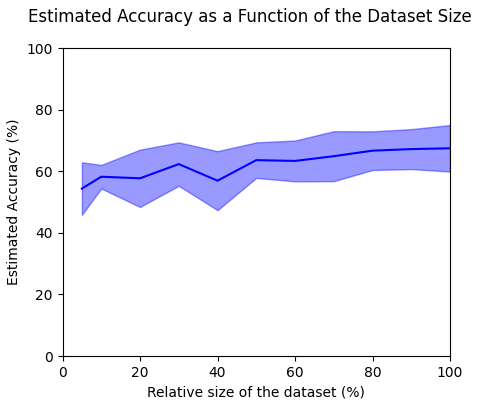 Estimated Accuracy as a Function of the Dataset Size
100
80
60
40
20
0
Estimated Accuracy (%)
0 20 40 60 80 100
Relative size of the dataset (%)